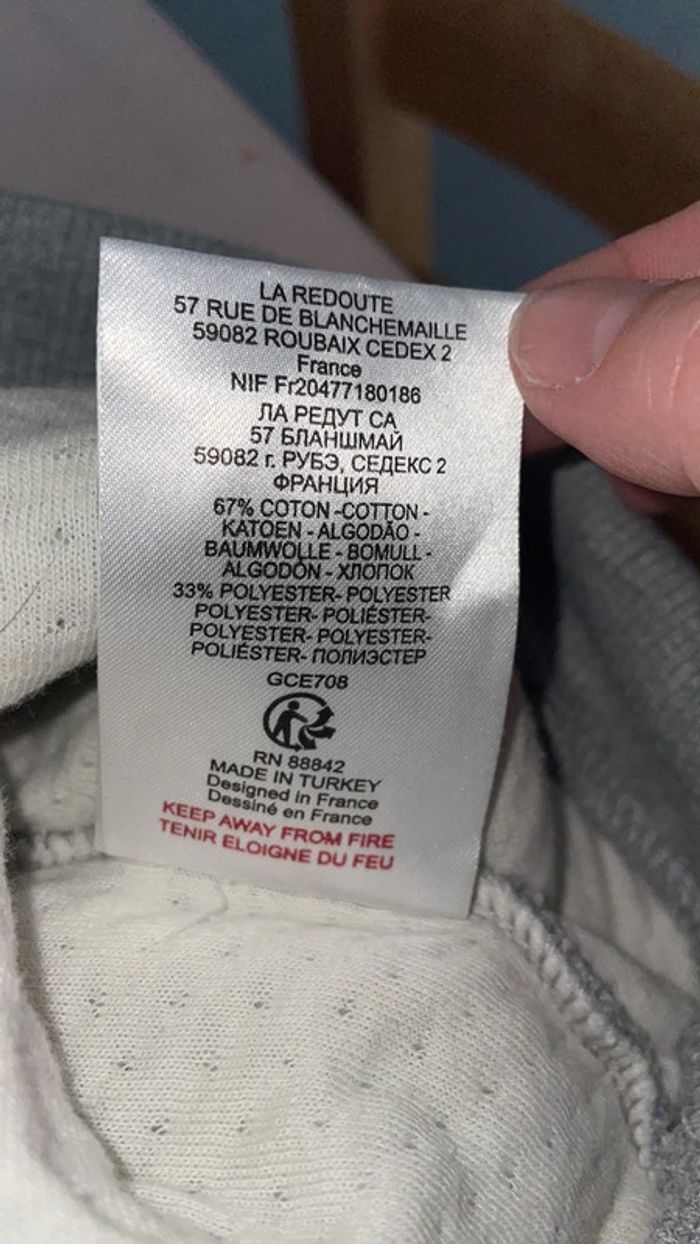 LA REDOUTE
57 RUE DE BLANCHEMAILLE
59082 ROUBAIX CEDEX 2
France
NIF Fr20477180186
ЛА РЕДУТ СА
57 БЛАНШМАЙ
59082 г. РУБЭ, СЕДЕКС 2
ФРАНЦИЯ
67% COTON -COTTON -
KATOEN - ALGODÃO -
BAUMWOLLE - BOMULL -
ALGODÓN - ХЛОПОК
33% POLYESTER- POLYESTER
POLYESTER- POLIÉSTER-
POLYESTER- POLYESTER-
POLIÉSTER- ПОЛИЭСТЕР
GCE708
RN 88842
MADE IN TURKEY
Designed in France
Dessiné en France
KEEP AWAY FROM FIRE
TENIR ELOIGNE DU FEU